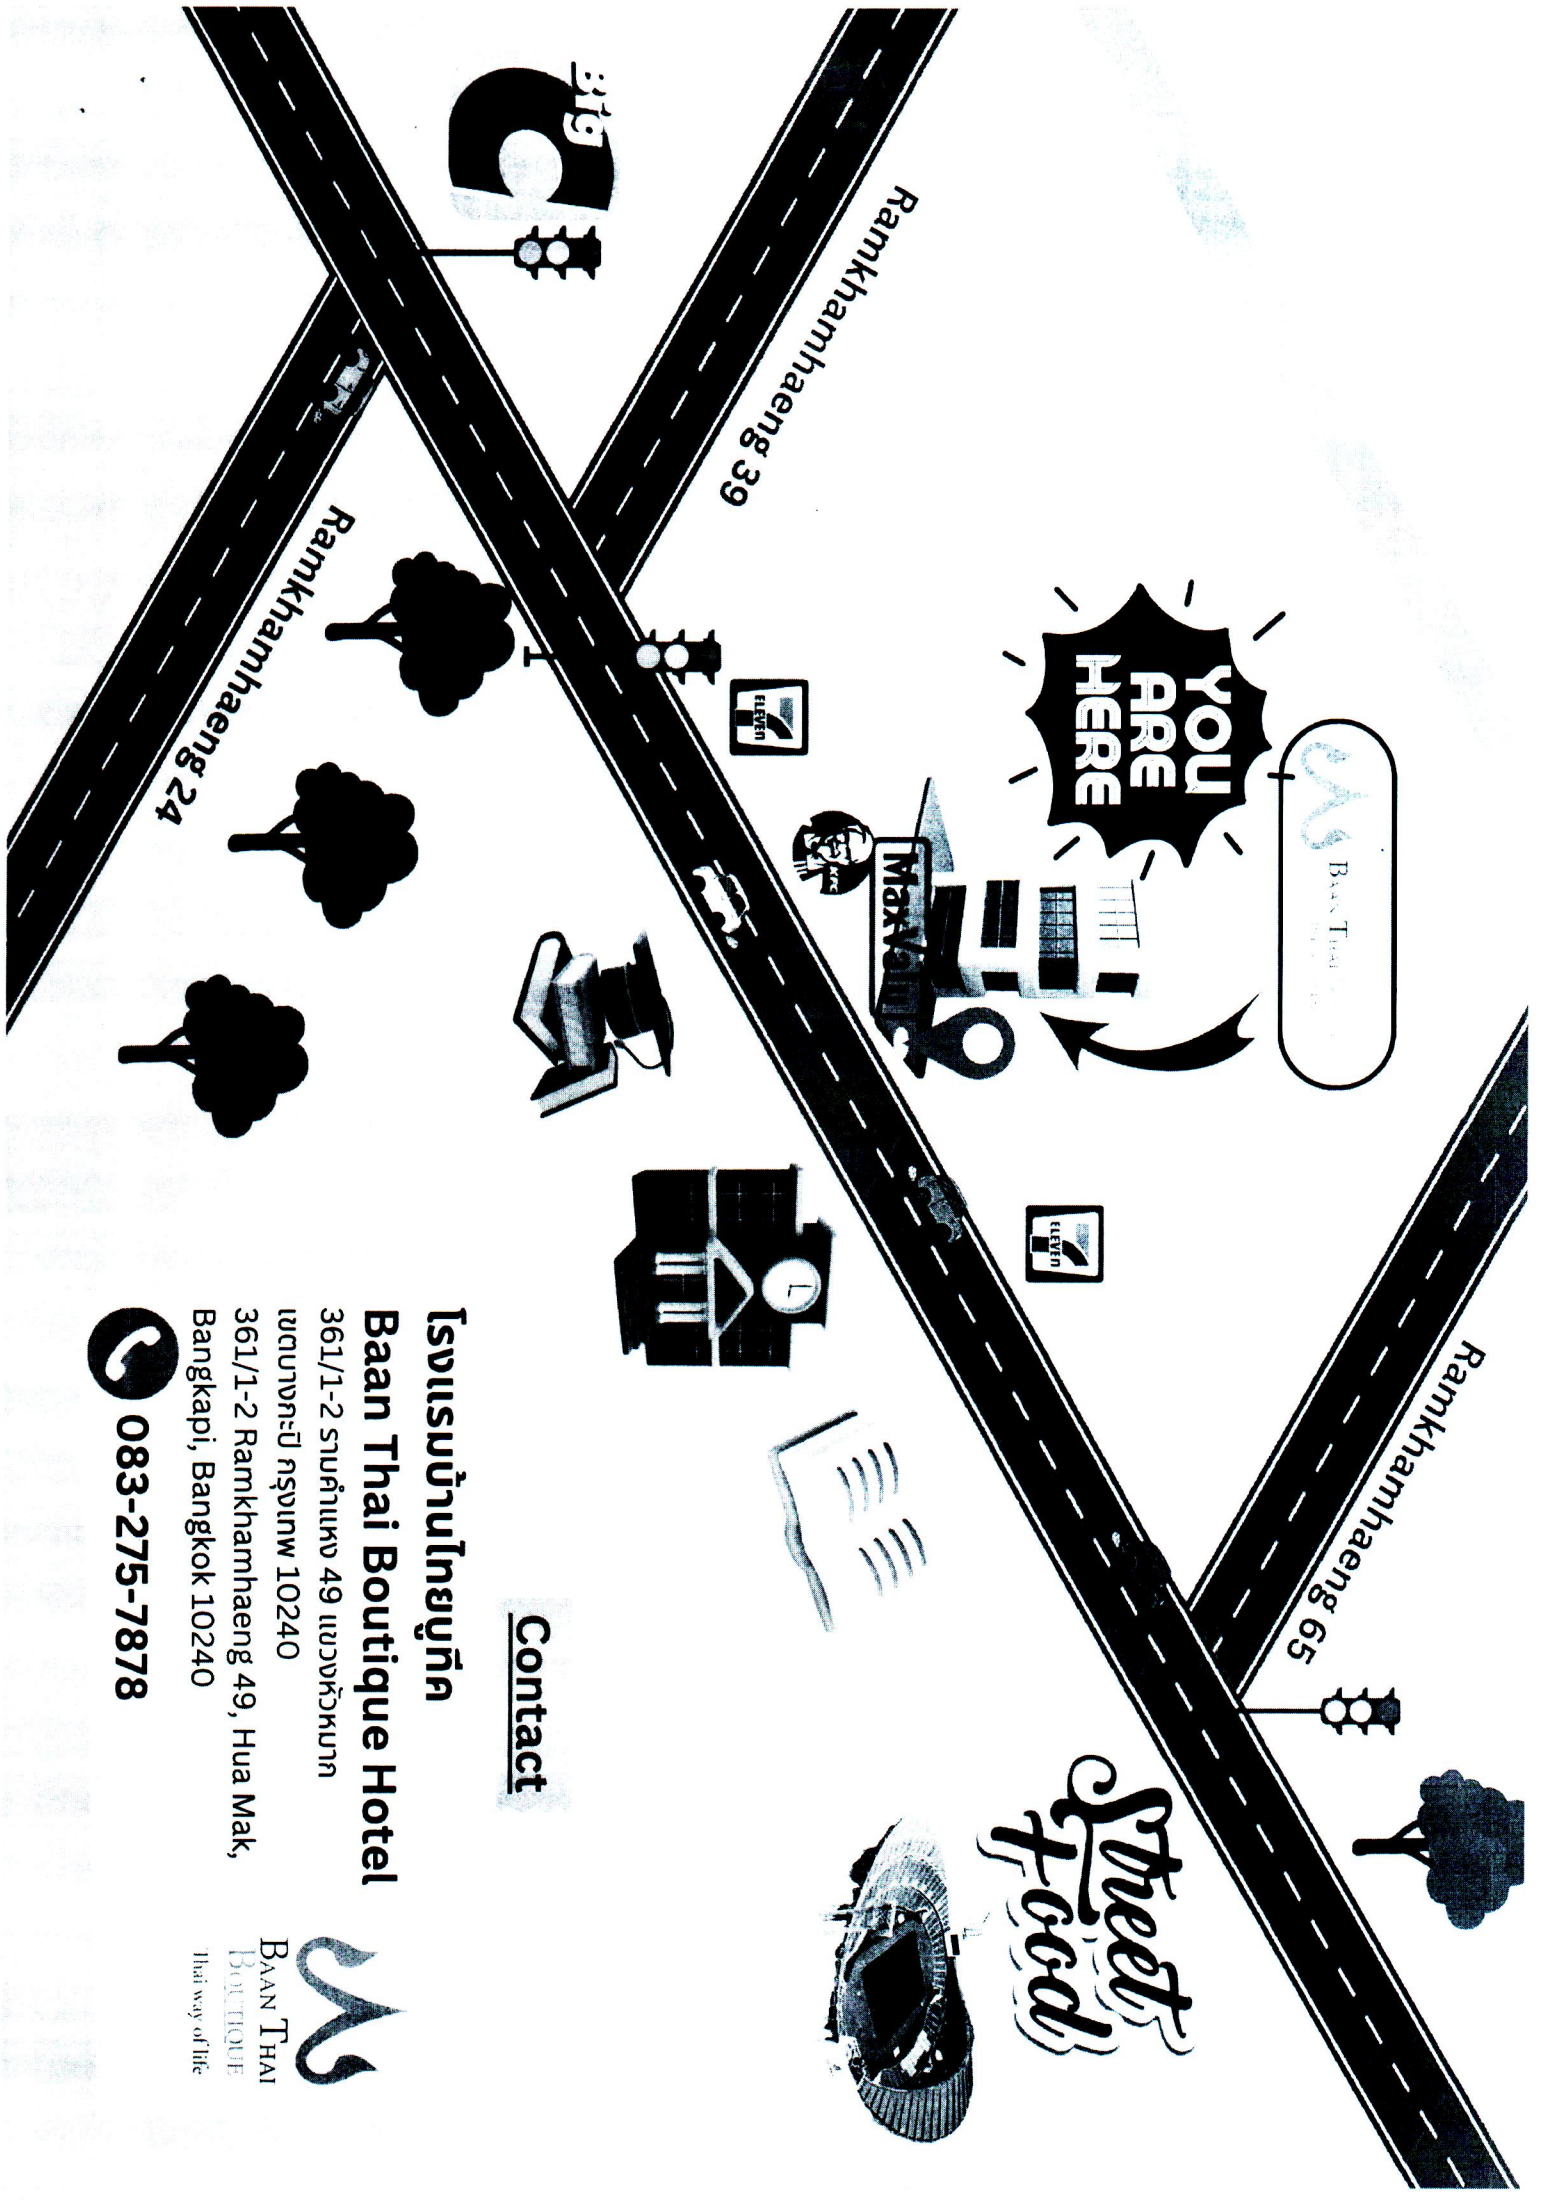 Big
Ramkhamhaeng 39
Ramkhamhaeng 24
YOU
ARE
HERE
BAAN THAI
ELEVEN
KFC
ELEVEN
Ramkhamhaeng 65
Street
Food
Contact
โรงแรมบ้านไทยบูทีค
Baan Thai Boutique Hotel
361/1-2 รามคำแหง 49 แขวงหัวหมาก
เขตบางกะปิ กรุงเทพ 10240
361/1-2 Ramkhamhaeng 49, Hua Mak,
Bangkapi, Bangkok 10240
083-275-7878
BAAN THAI
BOUTIQUE
Thai way of life